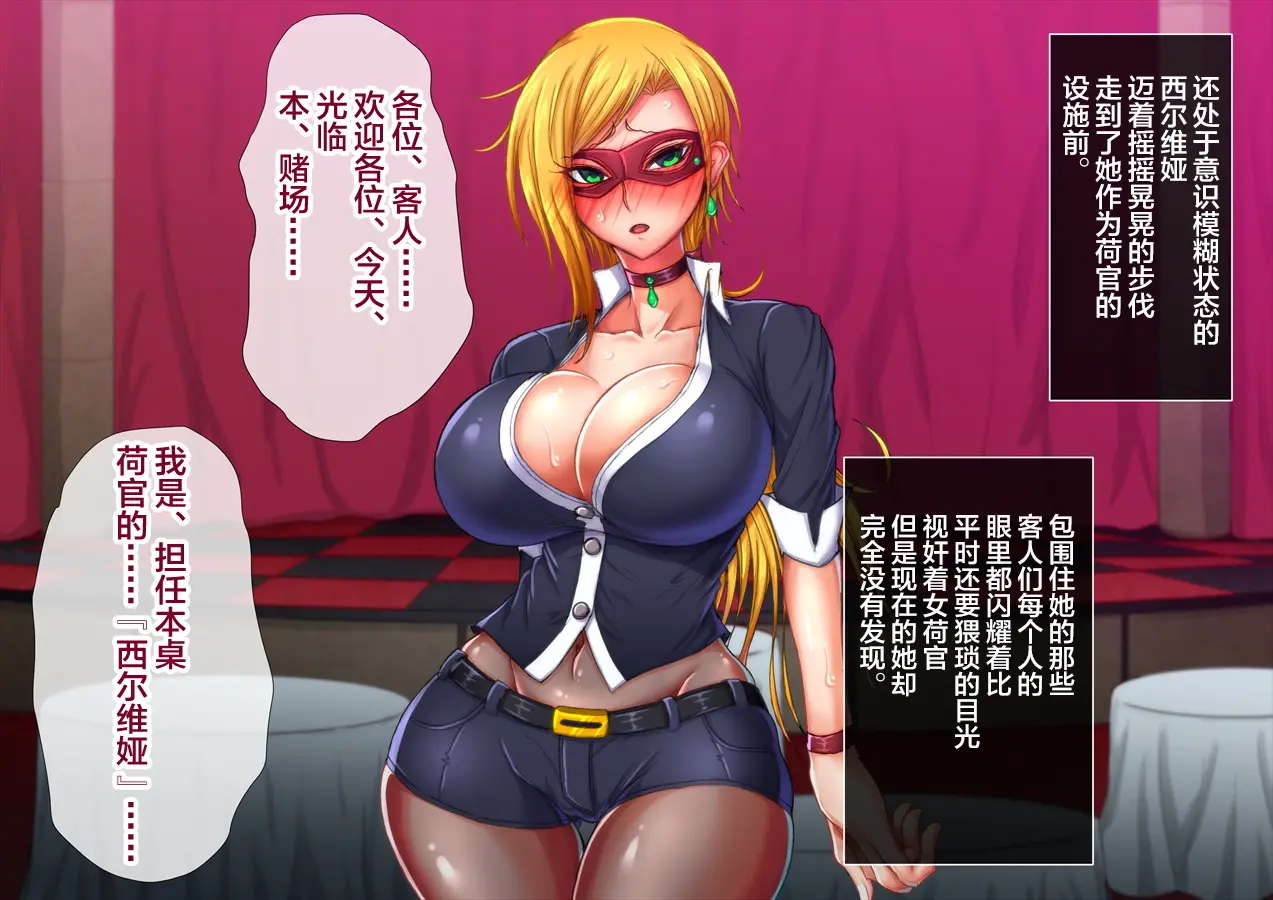 还处于意识模糊状态的
西尔维娅
迈着摇摇晃晃的步伐
走到了她作为荷官的
设施前。
包围住她的那些
客人们每个人的
眼里都闪耀着比
平时还要猥琐的目光
视奸着女荷官
但是现在的她却
完全没有发现。
各位、客人……
欢迎各位、今天、
光临
本、赌场……
我是、担任本桌
荷官的……『西尔维娅』……